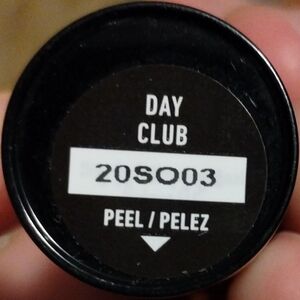 DAY
CLUB
20SO03
PEEL / PELEZ